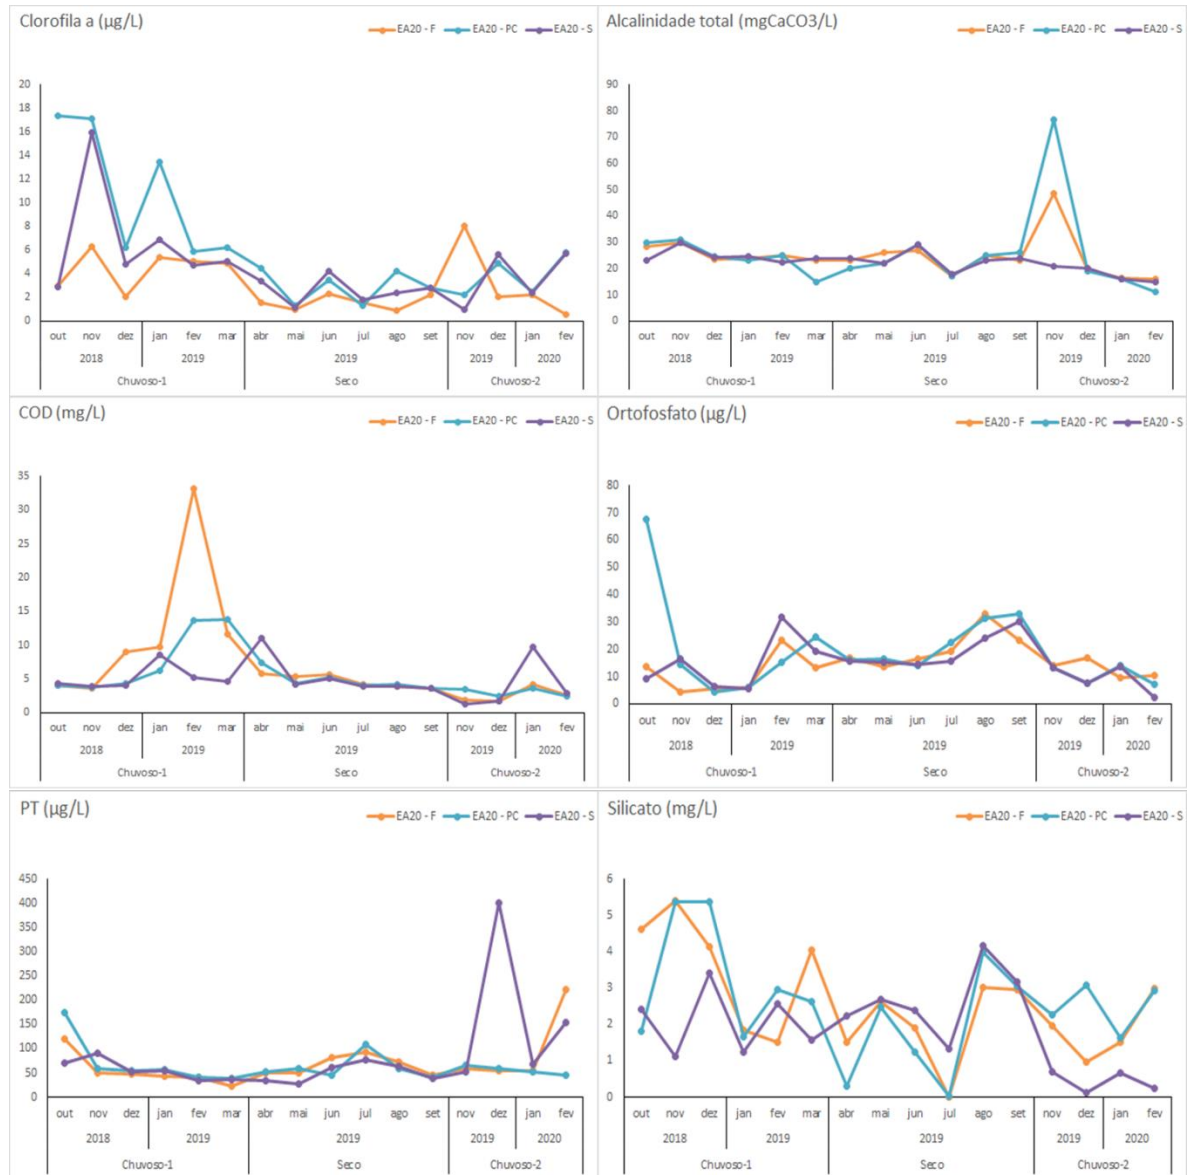 Clorofila a (µg/L)
EA20 - F EA20 - PC EA20 - S
20
18
16
14
12
10
8
6
4
2
0
out nov dez jan fev mar abr mai jun jul ago set nov dez jan fev
2018 2019 2019 2019 2020
Chuvoso-1 Seco Chuvoso-2
Alcalinidade total (mgCaCO3/L)
EA20 - F EA20 - PC EA20 - S
90
80
70
60
50
40
30
20
10
0
out nov dez jan fev mar abr mai jun jul ago set nov dez jan fev
2018 2019 2019 2019 2020
Chuvoso-1 Seco Chuvoso-2
COD (mg/L)
EA20 - F EA20 - PC EA20 - S
35
30
25
20
15
10
5
0
out nov dez jan fev mar abr mai jun jul ago set nov dez jan fev
2018 2019 2019 2019 2020
Chuvoso-1 Seco Chuvoso-2
Ortofosfato (µg/L)
EA20 - F EA20 - PC EA20 - S
80
70
60
50
40
30
20
10
0
out nov dez jan fev mar abr mai jun jul ago set nov dez jan fev
2018 2019 2019 2019 2020
Chuvoso-1 Seco Chuvoso-2
PT (µg/L)
EA20 - F EA20 - PC EA20 - S
450
400
350
300
250
200
150
100
50
0
out nov dez jan fev mar abr mai jun jul ago set nov dez jan fev
2018 2019 2019 2019 2020
Chuvoso-1 Seco Chuvoso-2
Silicato (mg/L)
EA20 - F EA20 - PC EA20 - S
6
5
4
3
2
1
0
out nov dez jan fev mar abr mai jun jul ago set nov dez jan fev
2018 2019 2019 2019 2020
Chuvoso-1 Seco Chuvoso-2